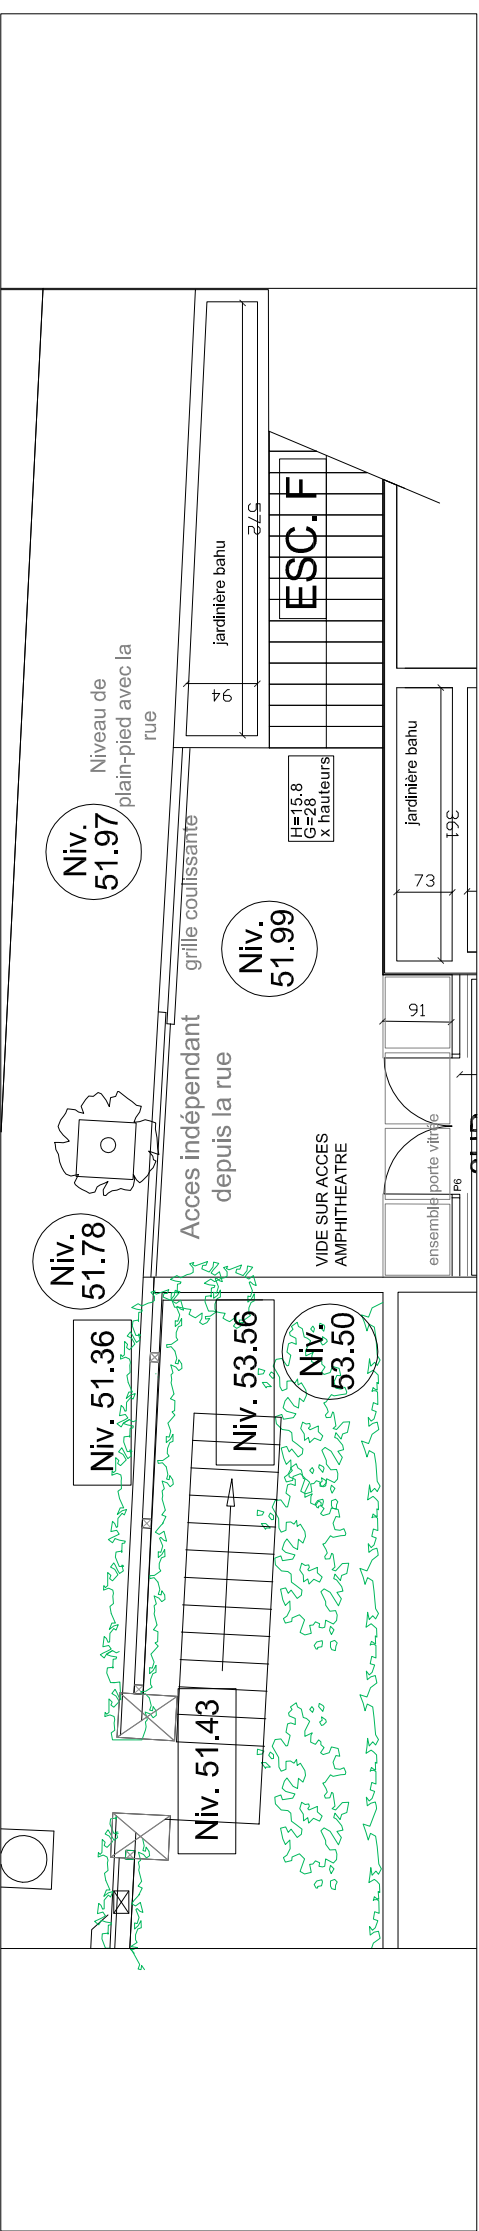 572
ESC. F
jardinière bahu
94
Niveau de
plain-pied avec la
rue
Niv.
51.97
grille coulissante
H=15.8
G=28
x hauteurs
jardinière bahu
361
73
Niv.
51.99
91
Acces indépendant
depuis la rue
VIDE SUR ACCES
AMPHITHEATRE
ensemble porte vitrée
P6
Niv.
51.78
Niv. 51.36
Niv. 53.56
Niv.
53.50
Niv. 51.43